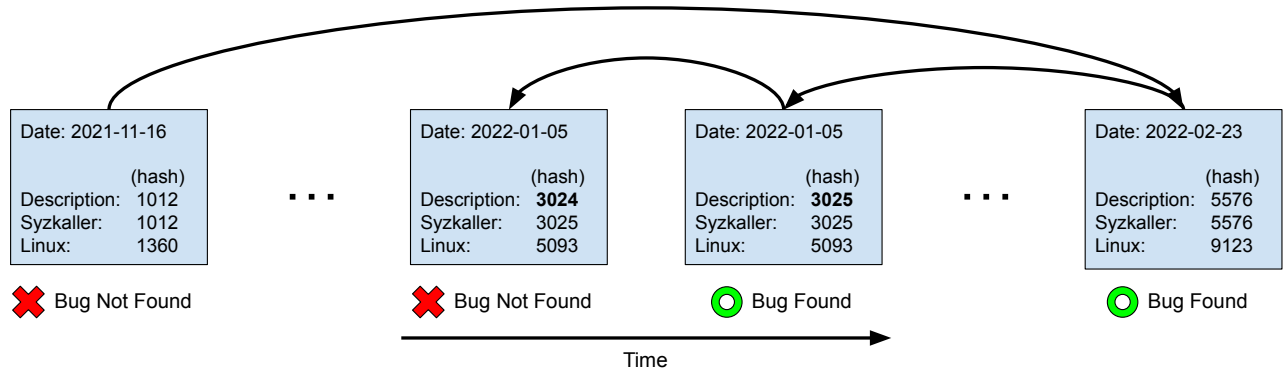 Date: 2021-11-16
(hash)
Description: 1012
Syzkaller: 1012
Linux: 1360
Bug Not Found
...
Date: 2022-01-05
(hash)
Description: 3024
Syzkaller: 3025
Linux: 5093
Bug Not Found
Date: 2022-01-05
(hash)
Description: 3025
Syzkaller: 3025
Linux: 5093
Bug Found
...
Date: 2022-02-23
(hash)
Description: 5576
Syzkaller: 5576
Linux: 9123
Bug Found
Time